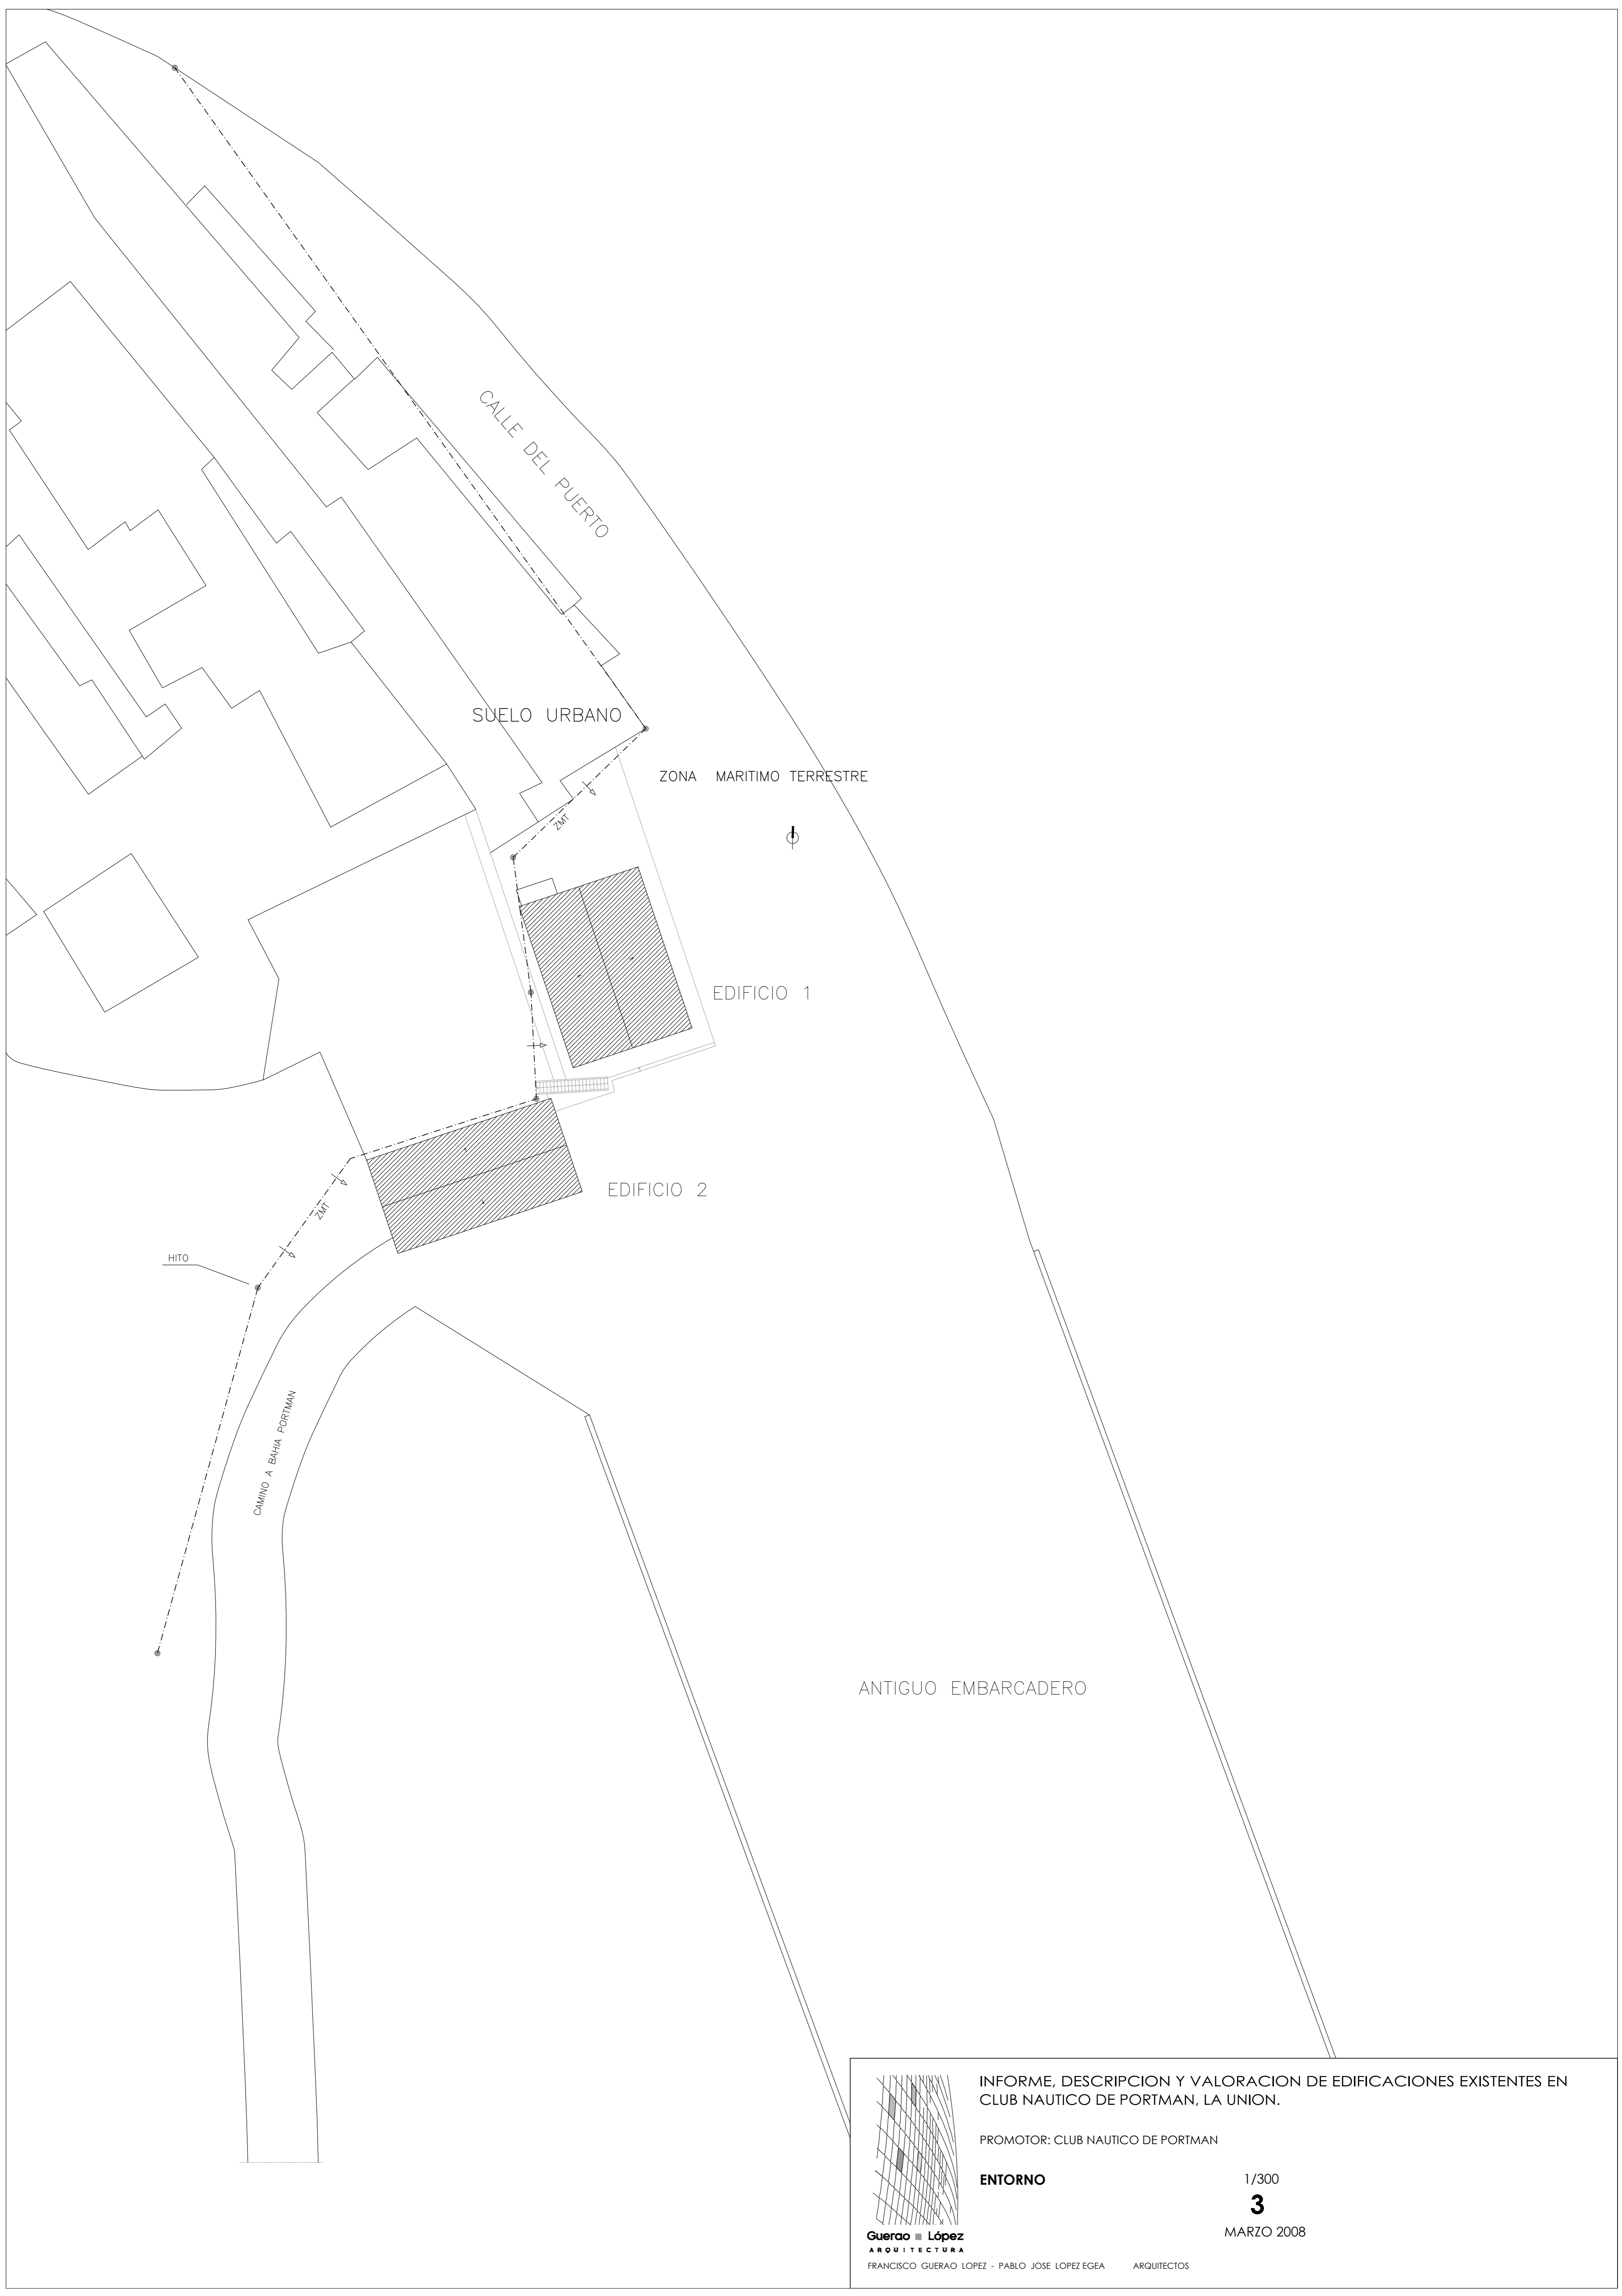 CALLE DEL PUERTO
SUELO URBANO
ZONA MARITIMO TERRESTRE
ZMT
EDIFICIO 1
EDIFICIO 2
ZMT
HITO
CAMINO A BAHIA PORTMAN
ANTIGUO EMBARCADERO
INFORME, DESCRIPCION Y VALORACION DE EDIFICACIONES EXISTENTES EN
CLUB NAUTICO DE PORTMAN, LA UNION.
PROMOTOR: CLUB NAUTICO DE PORTMAN
ENTORNO
1/300
3
MARZO 2008
Guerao López
ARQUITECTURA
FRANCISCO GUERAO LOPEZ - PABLO JOSE LOPEZ EGEA ARQUITECTOS